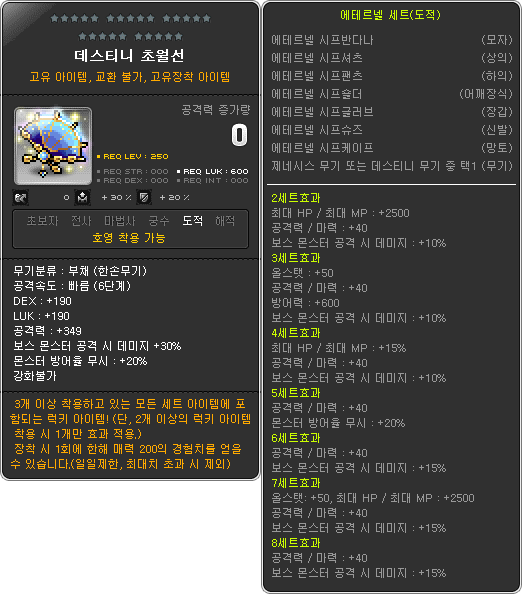 데스티니 초월선
고유 아이템, 교환 불가, 고유장착 아이템
공격력 증가량
0
REQ LEV : 250
REQ STR : 000
REQ LUK : 600
REQ DEX : 000
REQ INT : 000
0
+ 30 %
+ 20 %
초보자 전사 마법사 궁수 도적 해적
호영 착용 가능
무기분류 : 부채 (한손무기)
공격속도 : 빠름 (6단계)
DEX : +190
LUK : +190
공격력 : +349
보스 몬스터 공격 시 데미지 +30%
몬스터 방어율 무시 : +20%
강화불가
3개 이상 착용하고 있는 모든 세트 아이템에 포
함되는 럭키 아이템! (단, 2개 이상의 럭키 아이템
착용 시 1개만 효과 적용.)
장착 시 1회에 한해 매력 200의 경험치를 얻을
수 있습니다.(일일제한, 최대치 초과 시 제외)
에테르넬 세트(도적)
에테르넬 시프반다나 (모자)
에테르넬 시프셔츠 (상의)
에테르넬 시프팬츠 (하의)
에테르넬 시프숄더 (어깨장식)
에테르넬 시프글러브 (장갑)
에테르넬 시프슈즈 (신발)
에테르넬 시프케이프 (망토)
제네시스 무기 또는 데스티니 무기 중 택1 (무기)
2세트효과
최대 HP / 최대 MP : +2500
공격력 / 마력 : +40
보스 몬스터 공격 시 데미지 : +10%
3세트효과
올스탯 : +50
공격력 / 마력 : +40
방어력 : +600
보스 몬스터 공격 시 데미지 : +10%
4세트효과
최대 HP / 최대 MP : +15%
공격력 / 마력 : +40
보스 몬스터 공격 시 데미지 : +10%
5세트효과
공격력 / 마력 : +40
몬스터 방어율 무시 : +20%
6세트효과
공격력 / 마력 : +40
보스 몬스터 공격 시 데미지 : +15%
7세트효과
올스탯: +50, 최대 HP / 최대 MP : +2500
공격력 / 마력 : +40
보스 몬스터 공격 시 데미지 : +15%
8세트효과
공격력 / 마력 : +40
보스 몬스터 공격 시 데미지 : +15%